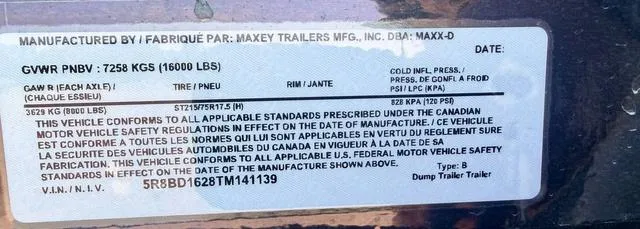 MANUFACTURED BY / FABRIQUÉ PAR: MAXEY TRAILERS MFG., INC. DBA: MAXX-D
DATE:
GVWR PNBV : 7258 KGS (16000 LBS)
GAW R (EACH AXLE) / (CHAQUE ESSIEU) TIRE / PNEU RIM / JANTE COLD INFL. PRESS. / PRESS. DE GONFL A FROID PSI / LPC (KPA)
3629 KG (8000 LBS) ST215/75R17.5 (H) 828 KPA (120 PSI)
THIS VEHICLE CONFORMS TO ALL APPLICABLE STANDARDS PRESCRIBED UNDER THE CANADIAN
MOTOR VEHICLE SAFETY REGULATIONS IN EFFECT ON THE DATE OF MANUFACTURE. / CE VEHICULE
EST CONFORME A TOUTES LES NORMES QUI LUI SONT APPLICABLES EN VERTU DU REGLEMENT SURE
LA SECURITE DES VEHICULES AUTOMOBILES DU CANADA EN VIGUEUR À LA DATE DE SA
FABRICATION. THIS VEHICLE CONFORMS TO ALL APPLICABLE U.S. FEDERAL MOTOR VEHICLE SAFETY
STANDARDS IN EFFECT ON THE DATE OF THE MANUFACTURE SHOWN ABOVE. Type: B
V.I.N. / N.I.V. 5R8BD1628TM141139 Dump Trailer Trailer